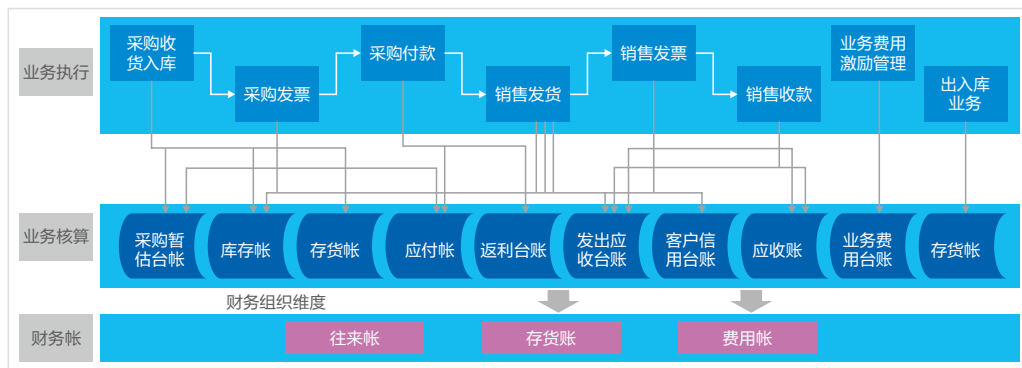 业务执行
采购收
货入库
采购发票
采购付款
销售发货
销售发票
销售收款
业务费用
激励管理
出入库
业务
业务核算
采购暂
估台帐
库存帐
存货帐
应付帐
返利台账
发出应
收台账
客户信
用台账
应收账
业务费
用台账
存货帐
财务组织维度
财务帐
往来帐
存货账
费用帐